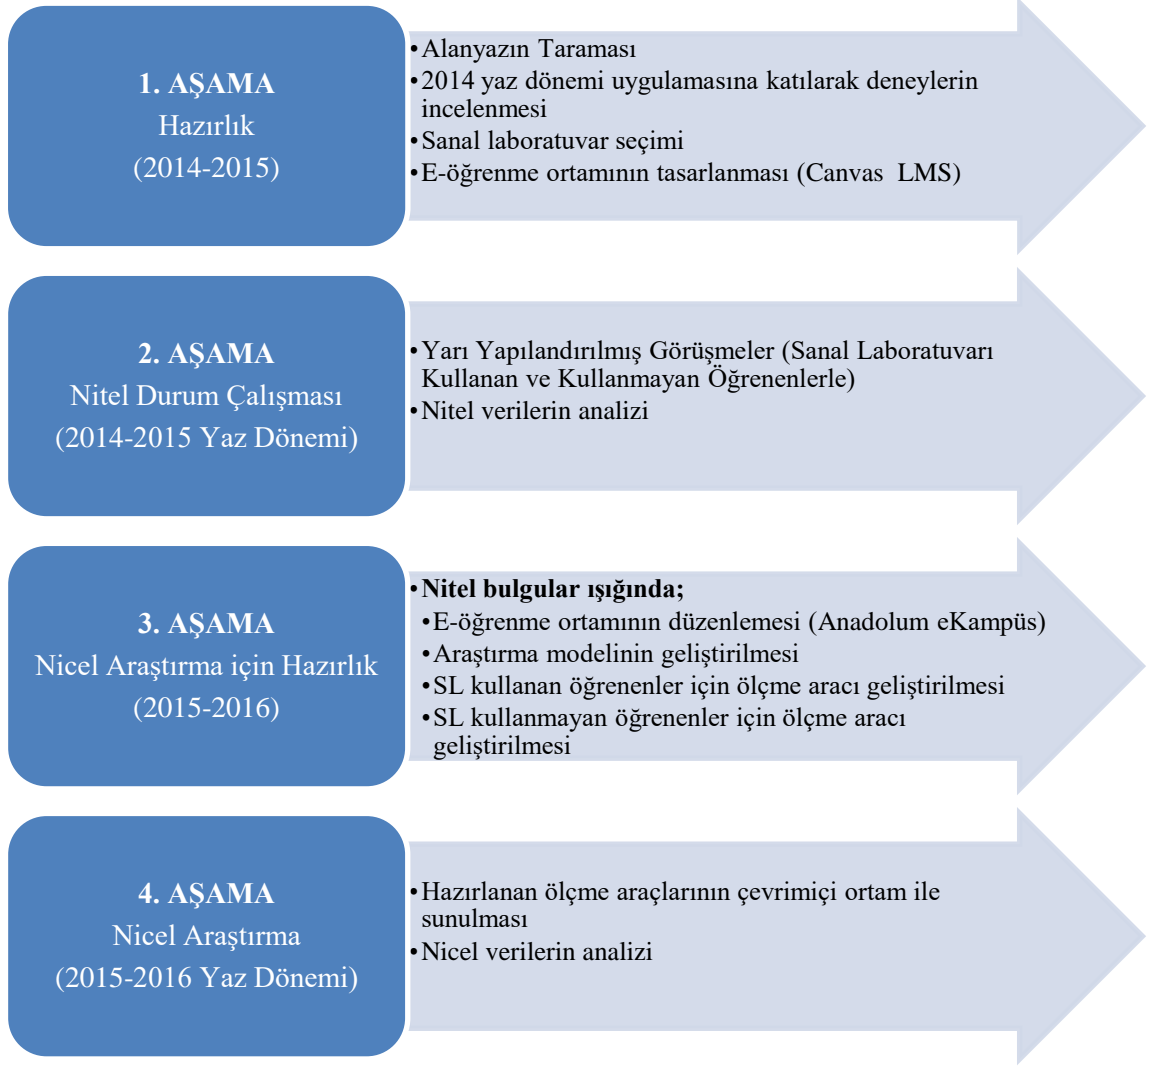 1. AŞAMA
Hazırlık
(2014-2015)
•Alanyazın Taraması
•2014 yaz dönemi uygulamasına katılarak deneylerin
incelenmesi
•Sanal laboratuvar seçimi
•E-öğrenme ortamının tasarlanması (Canvas LMS)
2. AŞAMA
Nitel Durum Çalışması
(2014-2015 Yaz Dönemi)
•Yarı Yapılandırılmış Görüşmeler (Sanal Laboratuvarı
Kullanan ve Kullanmayan Öğrenenlerle)
•Nitel verilerin analizi
3. AŞAMA
Nicel Araştırma için Hazırlık
(2015-2016)
•Nitel bulgular ışığında;
•E-öğrenme ortamının düzenlemesi (Anadolum eKampüs)
•Araştırma modelinin geliştirilmesi
•SL kullanan öğrenenler için ölçme aracı geliştirilmesi
•SL kullanmayan öğrenenler için ölçme aracı
geliştirilmesi
4. AŞAMA
Nicel Araştırma
(2015-2016 Yaz Dönemi)
•Hazırlanan ölçme araçlarının çevrimiçi ortam ile
sunulması
•Nicel verilerin analizi